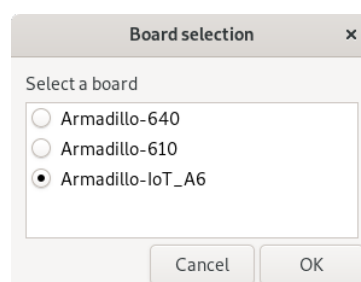 Board selection ×
Select a board
Armadillo-640
Armadillo-610
Armadillo-IoT_A6
Cancel OK